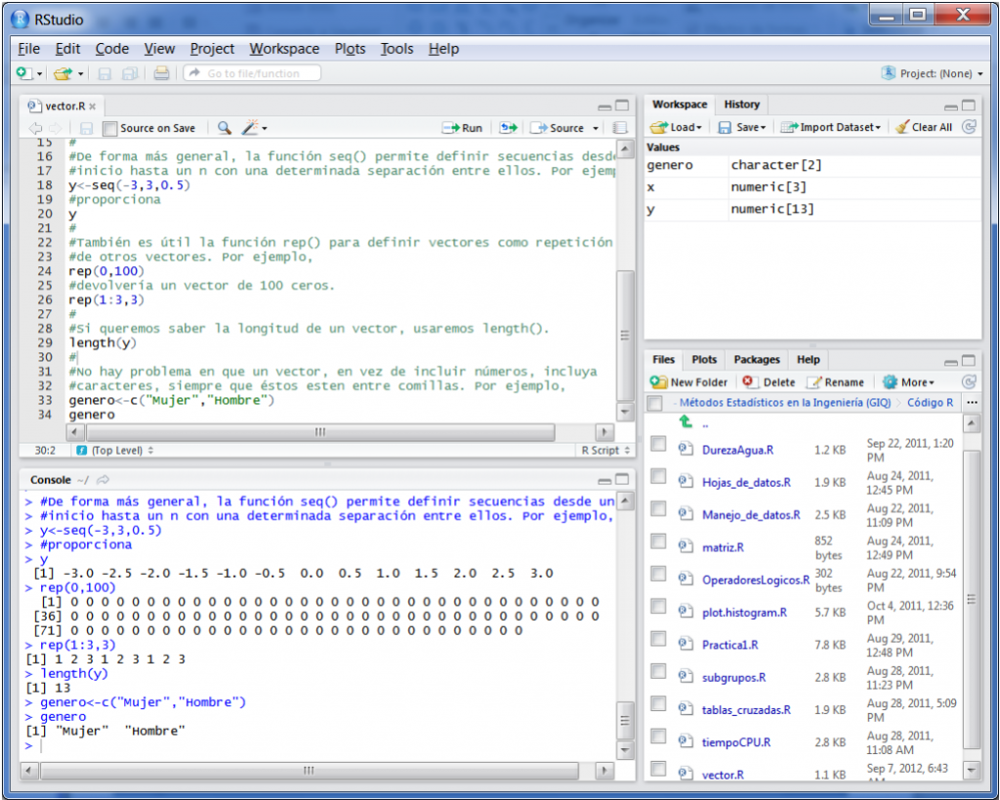 RStudio
File Edit Code View Project Workspace Plots Tools Help
Go to file/function
Project: (None)
vector.R
Source on Save
Run
Source
15 #
16 #De forma más general, la función seq() permite definir secuencias desde
17 #inicio hasta un n con una determinada separación entre ellos. Por ejemp
18 y<-seq(-3,3,0.5)
19 #proporciona
20 y
21 #
22 #También es útil la función rep() para definir vectores como repetición
23 #de otros vectores. Por ejemplo,
24 rep(0,100)
25 #devolvería un vector de 100 ceros.
26 rep(1:3,3)
27 #
28 #Si queremos saber la longitud de un vector, usaremos length().
29 length(y)
30 #
31 #No hay problema en que un vector, en vez de incluir números, incluya
32 #caracteres, siempre que éstos esten entre comillas. Por ejemplo,
33 genero<-c("Mujer","Hombre")
34 genero
30:2 (Top Level) R Script
Console ~/
> #De forma más general, la función seq() permite definir secuencias desde un
> #inicio hasta un n con una determinada separación entre ellos. Por ejemplo,
> y<-seq(-3,3,0.5)
> #proporciona
> y
[1] -3.0 -2.5 -2.0 -1.5 -1.0 -0.5 0.0 0.5 1.0 1.5 2.0 2.5 3.0
> rep(0,100)
[1] 0 0 0 0 0 0 0 0 0 0 0 0 0 0 0 0 0 0 0 0 0 0 0 0 0 0 0 0 0 0 0 0 0 0 0
[36] 0 0 0 0 0 0 0 0 0 0 0 0 0 0 0 0 0 0 0 0 0 0 0 0 0 0 0 0 0 0 0 0 0 0 0
[71] 0 0 0 0 0 0 0 0 0 0 0 0 0 0 0 0 0 0 0 0 0 0 0 0 0 0 0 0 0 0
> rep(1:3,3)
[1] 1 2 3 1 2 3 1 2 3
> length(y)
[1] 13
> genero<-c("Mujer","Hombre")
> genero
[1] "Mujer" "Hombre"
>
Workspace History
Load Save Import Dataset Clear All
Values
genero character[2]
x numeric[3]
y numeric[13]
Files Plots Packages Help
New Folder Delete Rename More
Métodos Estadísticos en la Ingeniería (GIQ) Código R ...
..
DurezaAgua.R 1.2 KB Sep 22, 2011, 1:20 PM
Hojas_de_datos.R 1.9 KB Aug 24, 2011, 12:45 PM
Manejo_de_datos.R 2.5 KB Aug 22, 2011, 11:09 PM
matriz.R 852 bytes Aug 24, 2011, 12:49 PM
OperadoresLogicos.R 302 bytes Aug 22, 2011, 9:54 PM
plot.histogram.R 5.7 KB Oct 4, 2011, 12:36 PM
Practica1.R 7.8 KB Aug 29, 2011, 12:48 PM
subgrupos.R 2.8 KB Aug 28, 2011, 11:23 PM
tablas_cruzadas.R 1.9 KB Aug 28, 2011, 5:09 PM
tiempoCPU.R 2.8 KB Aug 28, 2011, 11:08 AM
vector.R 1.1 KB Sep 7, 2012, 6:43